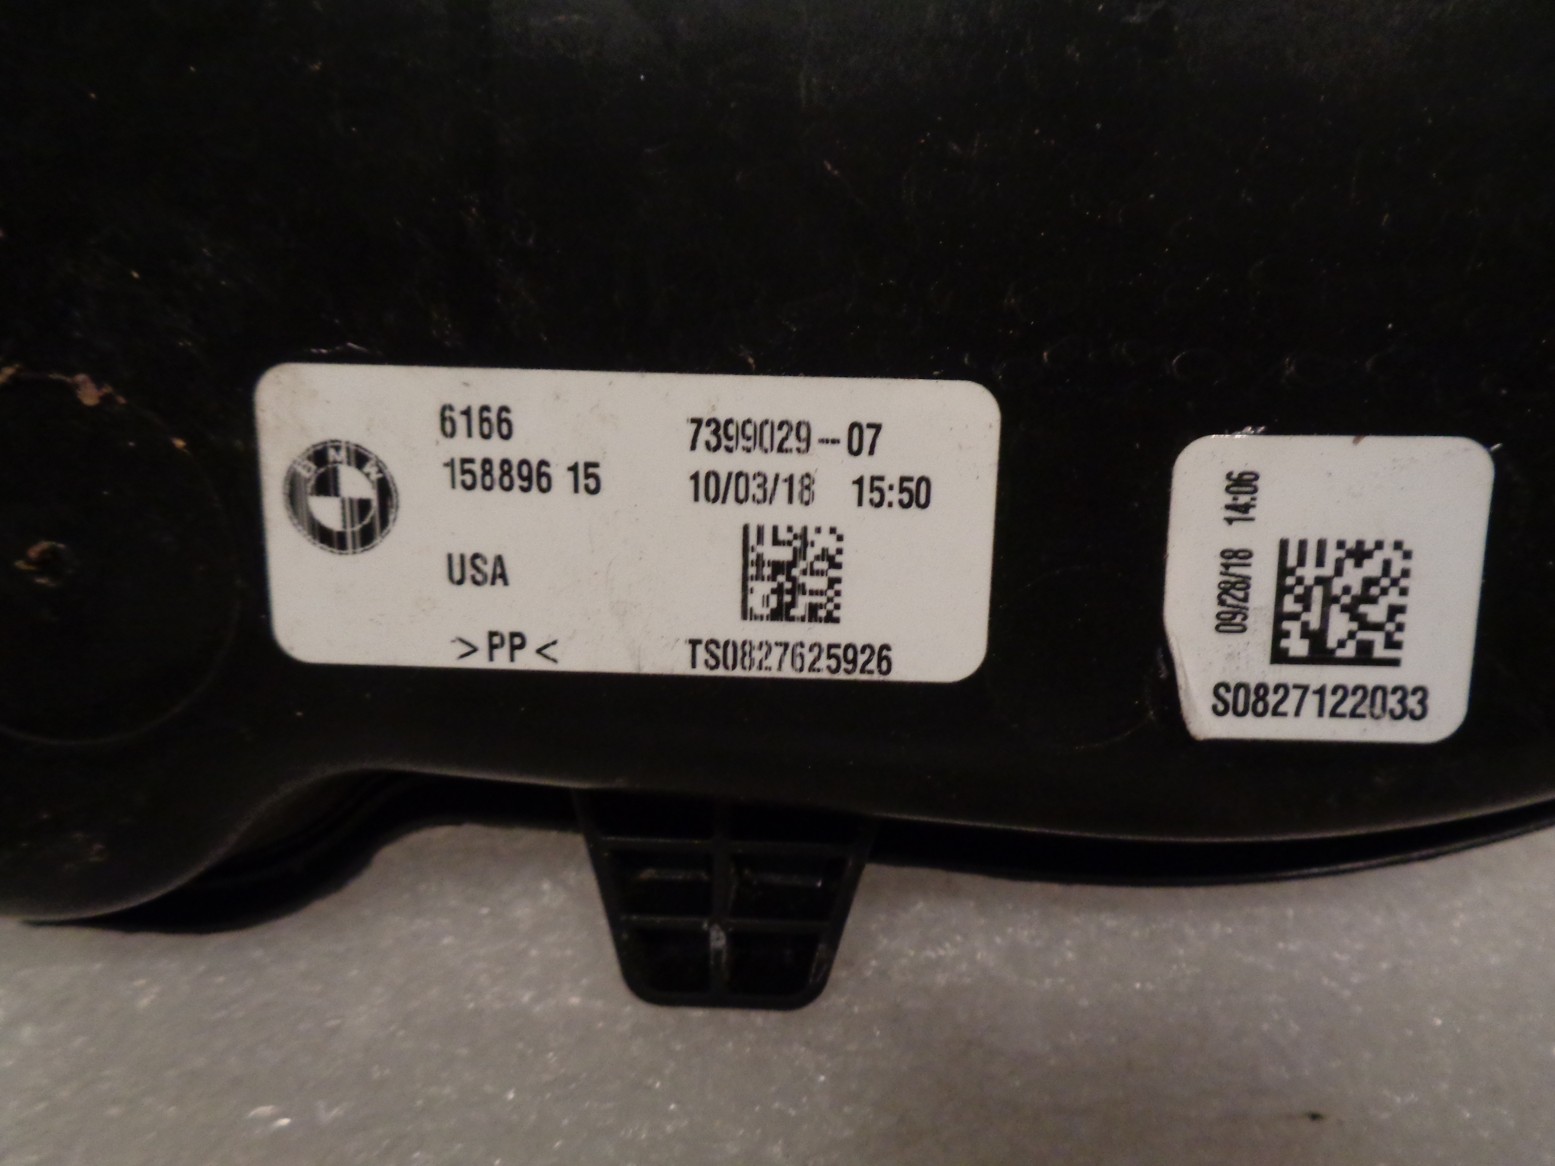 BMW
6166
7399029-07
158896 15
10/03/18 15:50
USA
>PP<
TS0827625926
09/28/18 14:06
S0827122033